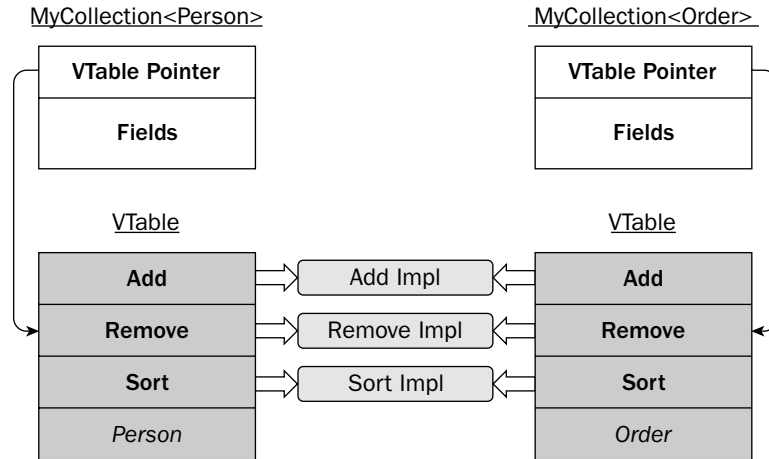 MyCollection<Person>
MyCollection<Order>
VTable Pointer
VTable Pointer
Fields
Fields
VTable
VTable
Add
Add Impl
Add
Remove
Remove Impl
Remove
Sort
Sort Impl
Sort
Person
Order